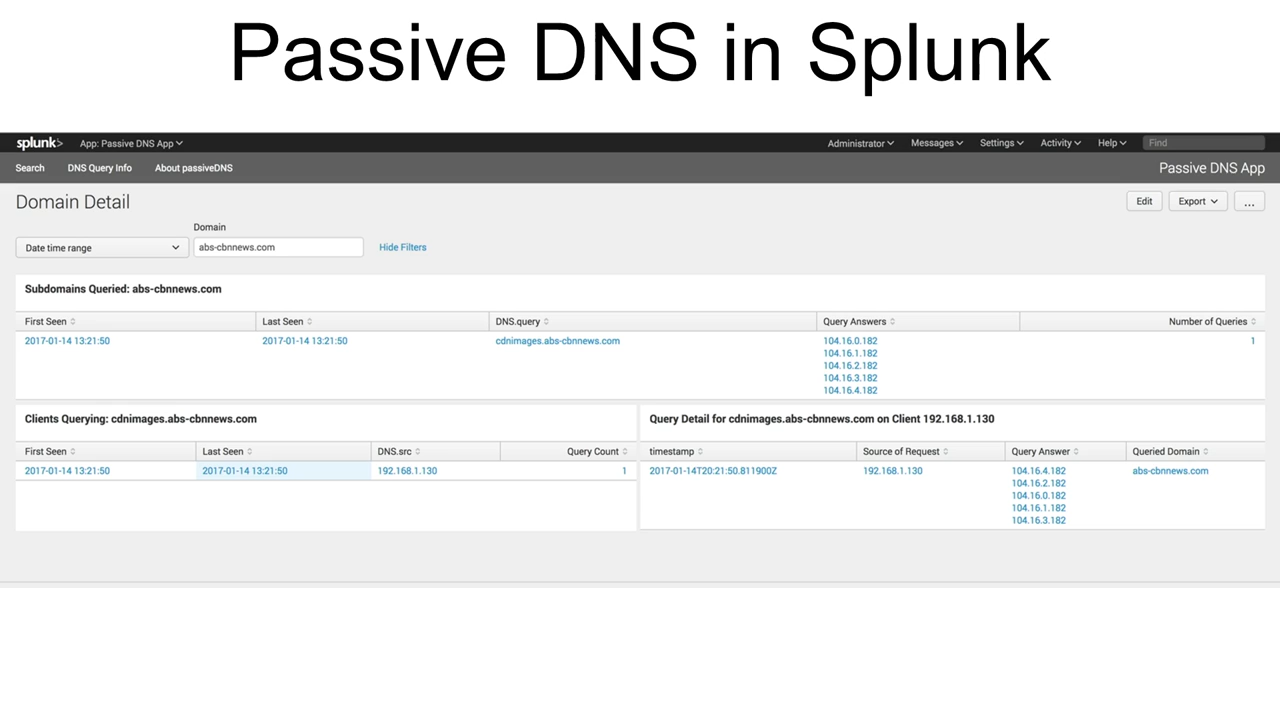 Passive DNS in Splunk
splunk> App: Passive DNS App Administrator Messages Settings Activity Help Find
Search DNS Query Info About passiveDNS Passive DNS App
Domain Detail Edit Export ...
Domain
Date time range abs-cbnnews.com Hide Filters
Subdomains Queried: abs-cbnnews.com
First Seen Last Seen DNS.query Query Answers Number of Queries
2017-01-14 13:21:50 2017-01-14 13:21:50 cdnimages.abs-cbnnews.com 104.16.0.182 1
104.16.1.182
104.16.2.182
104.16.3.182
104.16.4.182
Clients Querying: cdnimages.abs-cbnnews.com
First Seen Last Seen DNS.src Query Count
2017-01-14 13:21:50 2017-01-14 13:21:50 192.168.1.130 1
Query Detail for cdnimages.abs-cbnnews.com on Client 192.168.1.130
timestamp Source of Request Query Answer Queried Domain
2017-01-14T20:21:50.811900Z 192.168.1.130 104.16.4.182 abs-cbnnews.com
104.16.2.182
104.16.0.182
104.16.1.182
104.16.3.182